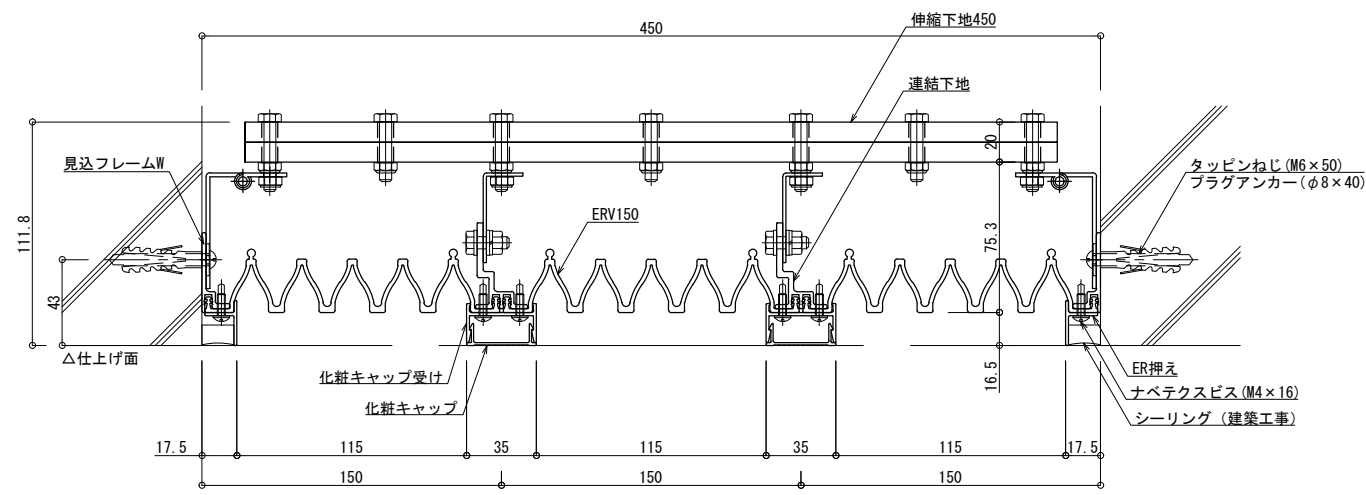 450
伸縮下地450
連結下地
見込フレームW
20
タッピンねじ(M6×50)
プラグアンカー(φ8×40)
ERV150
111.8
75.3
43
△仕上げ面
16.5
化粧キャップ受け
化粧キャップ
ER押え
ナベテクスビス(M4×16)
シーリング（建築工事）
17.5
115
35
115
35
115
17.5
150
150
150